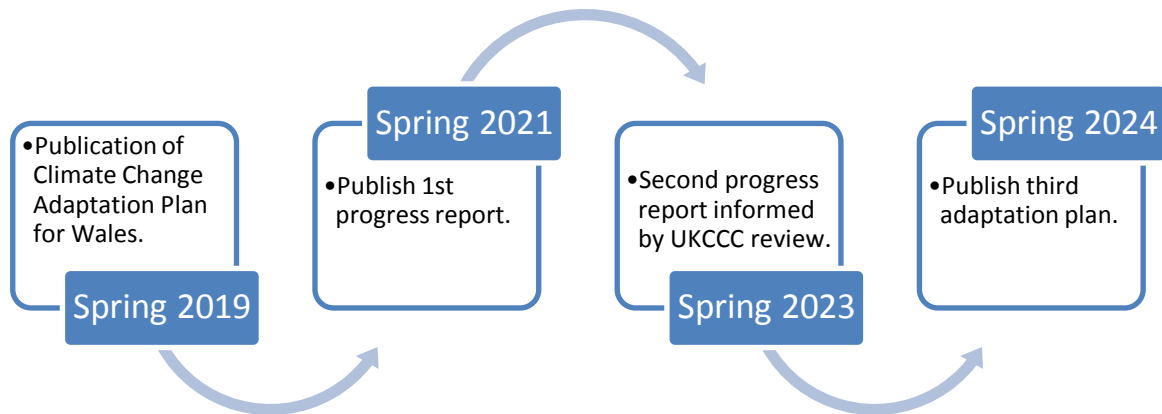 •Publication of
Climate Change
Adaptation Plan
for Wales.
Spring 2019
Spring 2021
•Publish 1st
progress report.
•Second progress
report informed
by UKCCC review.
Spring 2023
Spring 2024
•Publish third
adaptation plan.